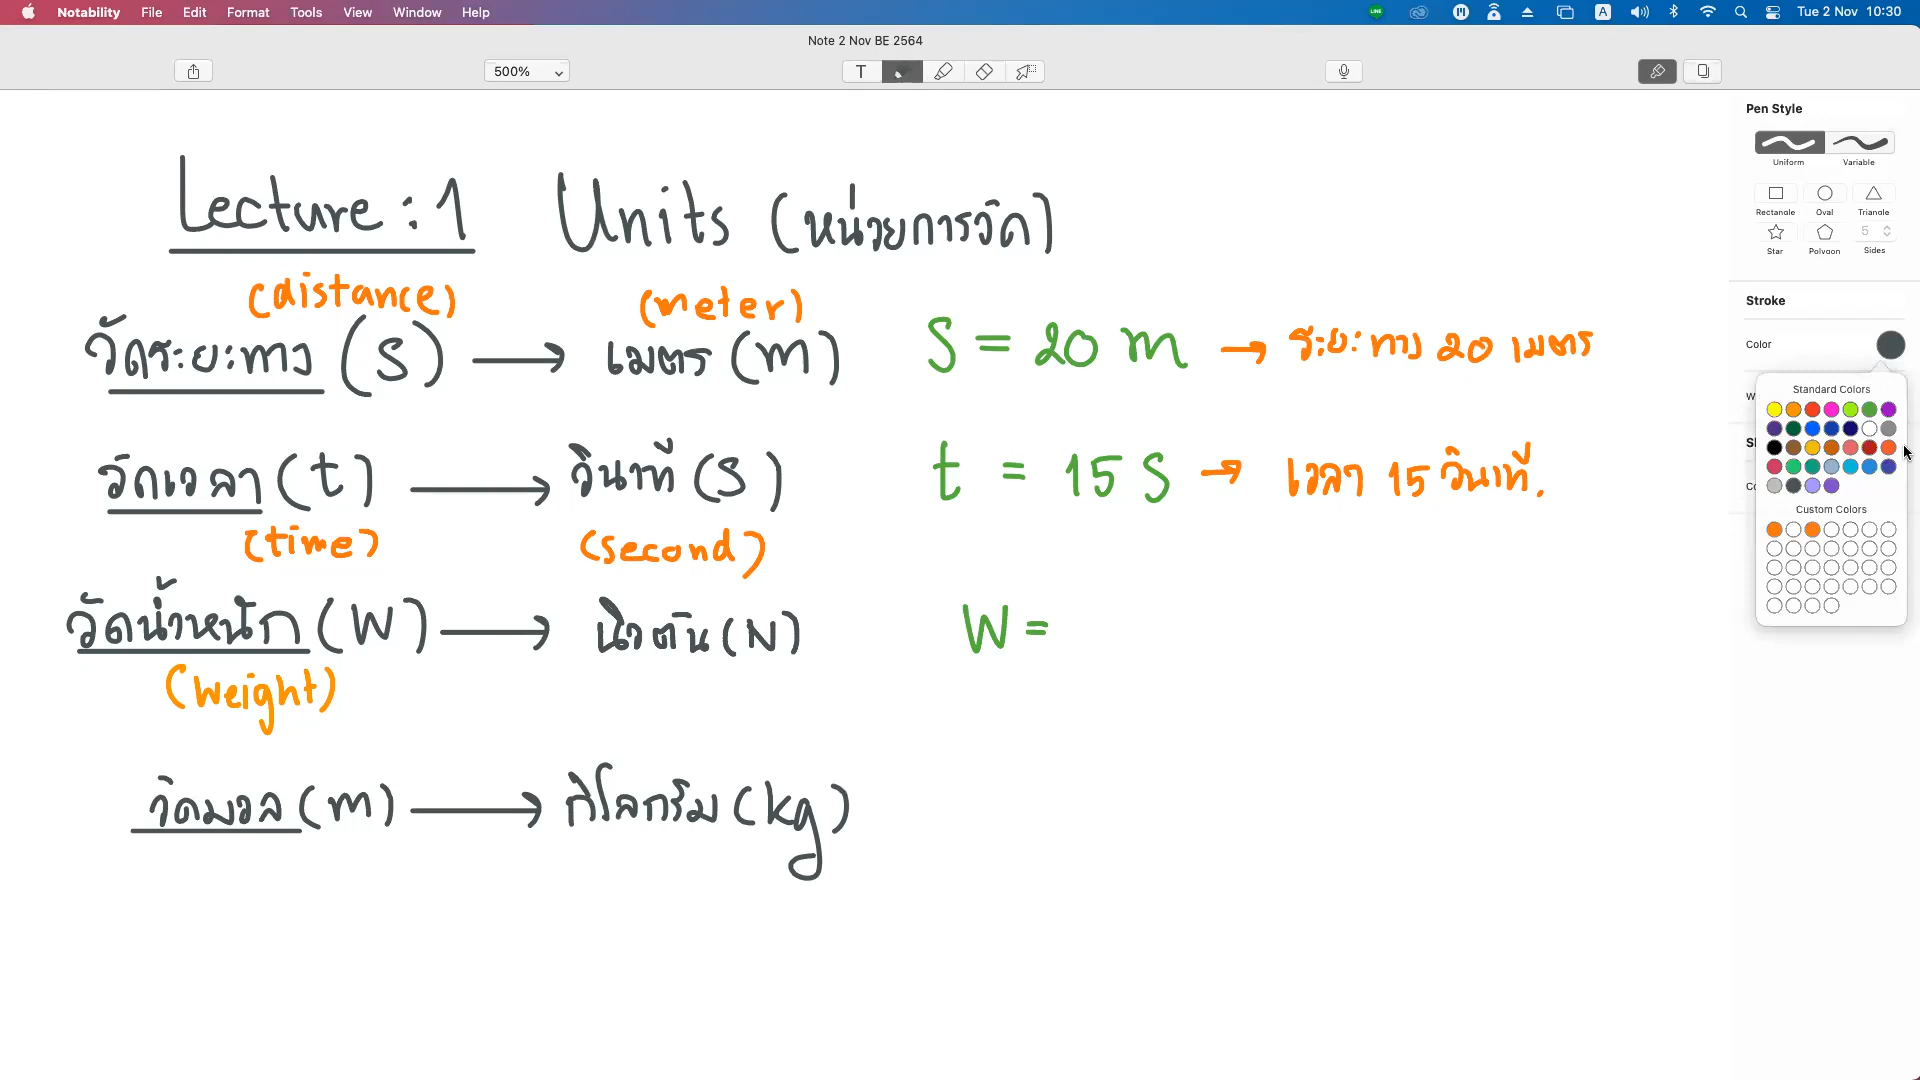 Notability File Edit Format Tools View Window Help LINE A Tue 2 Nov 10:30
Note 2 Nov BE 2564
500% T
Pen Style
Uniform Variable
Rectangle Oval Triangle
5
Star Polygon Sides
Stroke
Color
Standard Colors
Custom Colors
Lecture : 1 Units (หน่วยการวัด)
(distance) (meter)
วัดระยะทาง (S) → เมตร (m) S = 20 m → ระยะทาง 20 เมตร
วัดเวลา (t) → วินาที (S) t = 15 S → เวลา 15 วินาที.
(time) (second)
วัดน้ำหนัก (W) → นิวตัน (N) W =
(weight)
วัดมวล (m) → กิโลกรัม (kg)